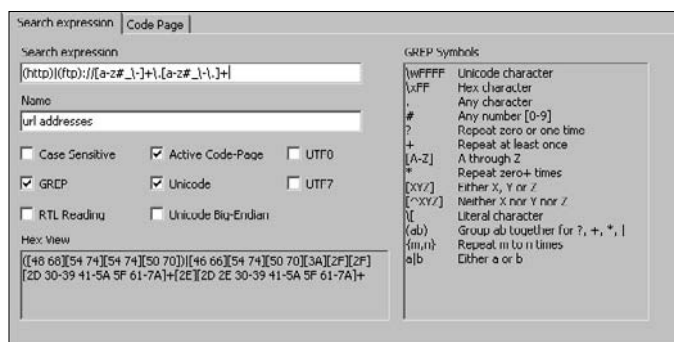 Search expression
Code Page
Search expression
(http)|(ftp)://[a-z#_\-]+\.[a-z#_\-\.]+
Name
url addresses
Case Sensitive
Active Code-Page
UTF8
GREP
Unicode
UTF7
RTL Reading
Unicode Big-Endian
Hex View
([48 68][54 74][54 74][50 70])|[46 66][54 74][50 70][3A][2F][2F]
[2D 30-39 41-5A 5F 61-7A]+[2E][2D 2E 30-39 41-5A 5F 61-7A]+
GREP Symbols
\wFFFF Unicode character
\xFF Hex character
. Any character
# Any number [0-9]
? Repeat zero or one time
+ Repeat at least once
[A-Z] A through Z
* Repeat zero+ times
[XYZ] Either X, Y or Z
[^XYZ] Neither X nor Y nor Z
\[ Literal character
(ab) Group ab together for ?, +, *, |
{m,n} Repeat m to n times
a|b Either a or b